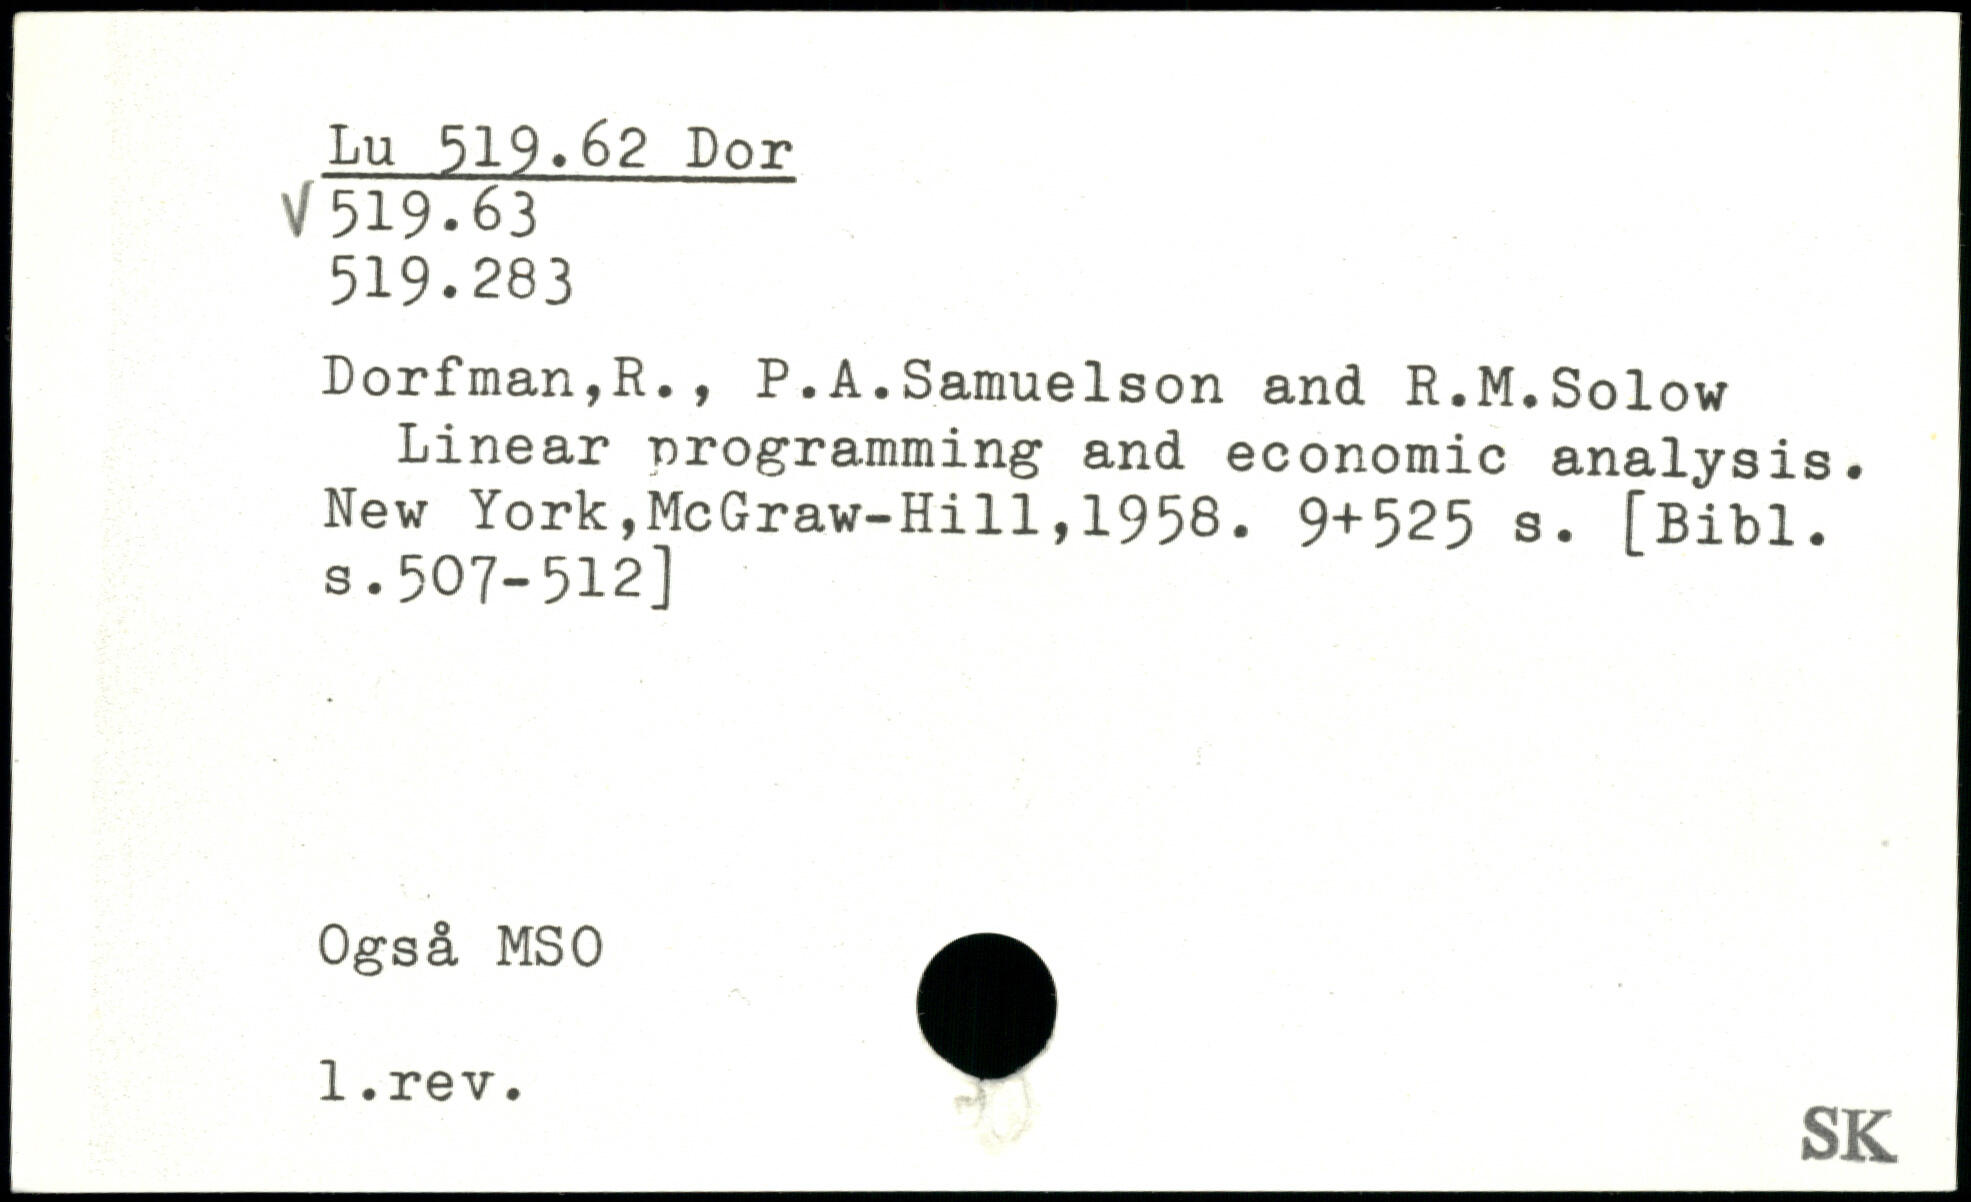 Lu 519.62 Dor
V 519.63
519.283
Dorfman,R., P.A.Samuelson and R.M.Solow
Linear programming and economic analysis.
New York,McGraw-Hill,1958. 9+525 s. [Bibl.
s.507-512]
Også MSO
1.rev.
SK